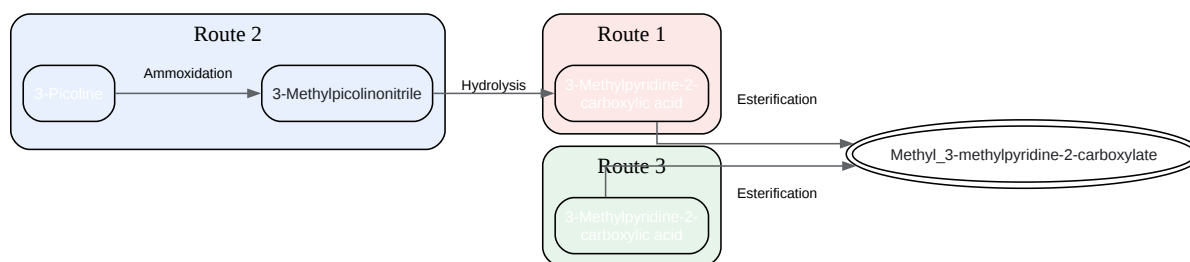 Route 2
3-Picoline
Ammoxidation
3-Methylpicolinonitrile
Hydrolysis
Route 1
3-Methylpyridine-2-
carboxylic acid
Esterification
Methyl_3-methylpyridine-2-carboxylate
Route 3
3-Methylpyridine-2-
carboxylic acid
Esterification